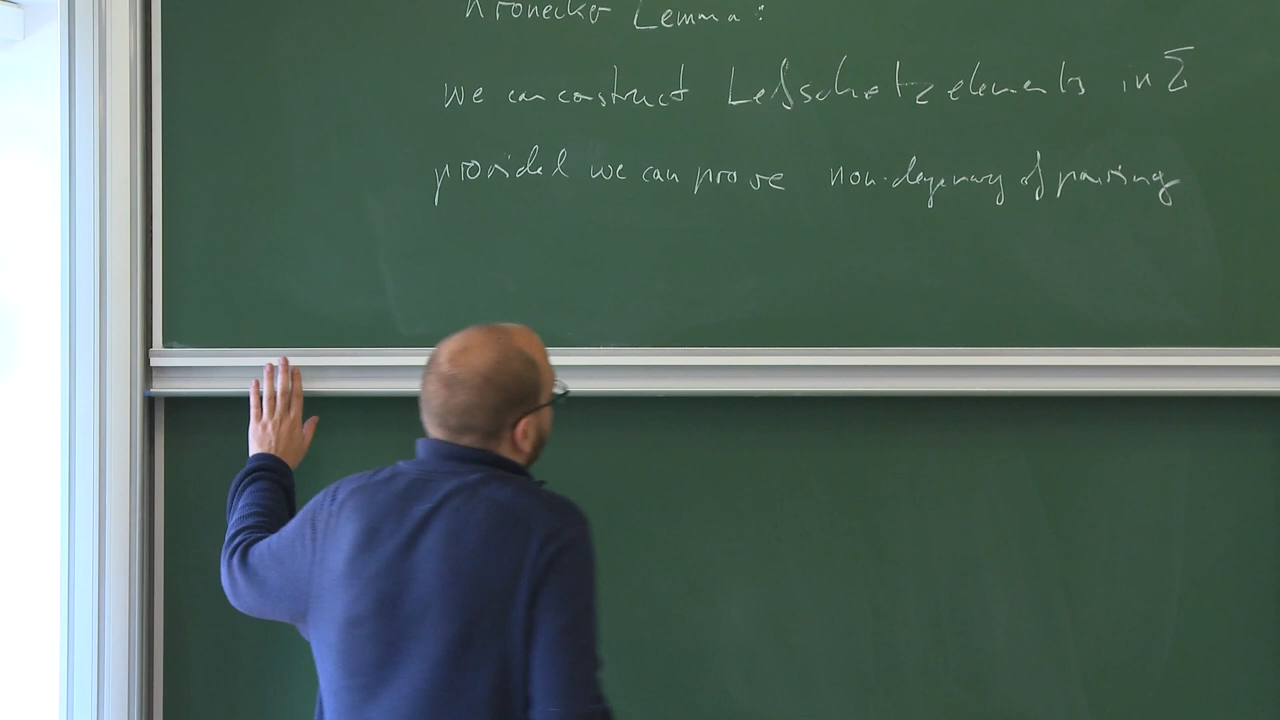 Kronecker Lemma:
we can construct Lefschetz elements in Σ
provided we can prove non-degeneracy of pairing